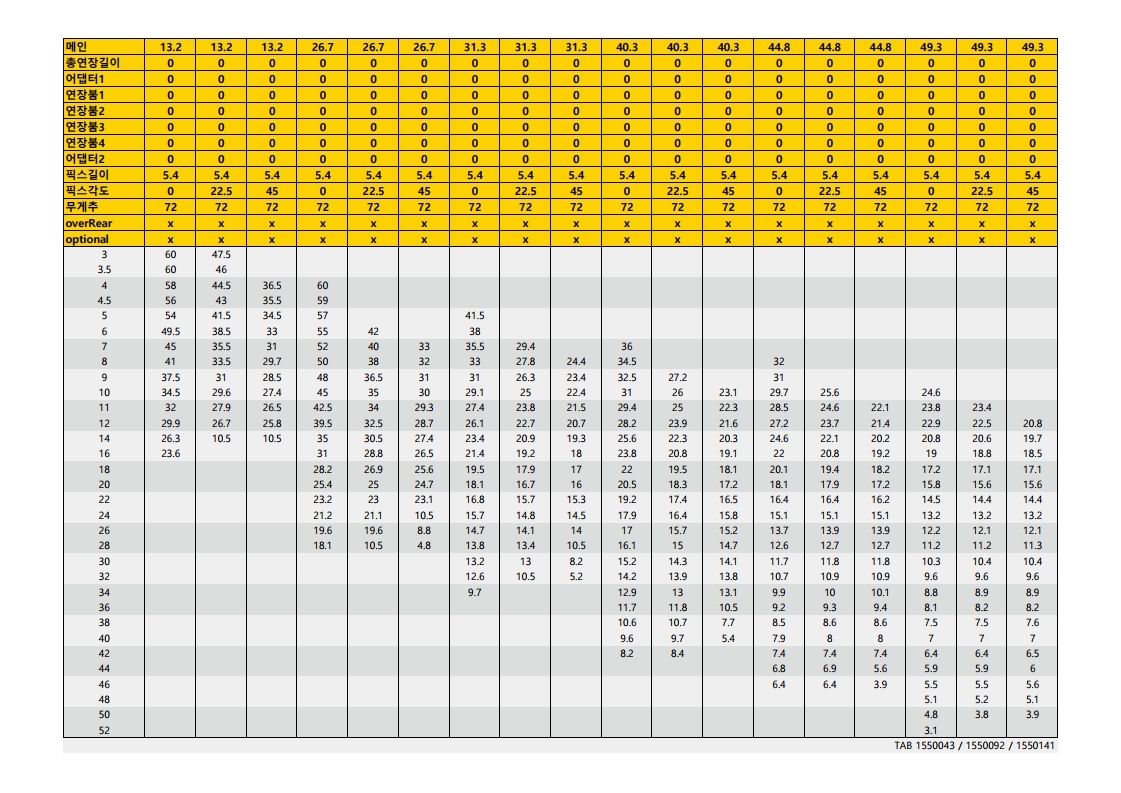 메인 13.2 13.2 13.2 26.7 26.7 26.7 31.3 31.3 31.3 40.3 40.3 40.3 44.8 44.8 44.8 49.3 49.3 49.3
총연장길이 0 0 0 0 0 0 0 0 0 0 0 0 0 0 0 0 0 0
어댑터1 0 0 0 0 0 0 0 0 0 0 0 0 0 0 0 0 0 0
연장붐1 0 0 0 0 0 0 0 0 0 0 0 0 0 0 0 0 0 0
연장붐2 0 0 0 0 0 0 0 0 0 0 0 0 0 0 0 0 0 0
연장붐3 0 0 0 0 0 0 0 0 0 0 0 0 0 0 0 0 0 0
연장붐4 0 0 0 0 0 0 0 0 0 0 0 0 0 0 0 0 0 0
어댑터2 0 0 0 0 0 0 0 0 0 0 0 0 0 0 0 0 0 0
픽스길이 5.4 5.4 5.4 5.4 5.4 5.4 5.4 5.4 5.4 5.4 5.4 5.4 5.4 5.4 5.4 5.4 5.4 5.4
픽스각도 0 22.5 45 0 22.5 45 0 22.5 45 0 22.5 45 0 22.5 45 0 22.5 45
무게추 72 72 72 72 72 72 72 72 72 72 72 72 72 72 72 72 72 72
overRear x x x x x x x x x x x x x x x x x x
optional x x x x x x x x x x x x x x x x x x
3 60 47.5
3.5 60 46
4 58 44.5 36.5 60
4.5 56 43 35.5 59
5 54 41.5 34.5 57 41.5
6 49.5 38.5 33 55 42 38
7 45 35.5 31 52 40 33 35.5 29.4 36
8 41 33.5 29.7 50 38 32 33 27.8 24.4 34.5 32
9 37.5 31 28.5 48 36.5 31 31 26.3 23.4 32.5 27.2 31
10 34.5 29.6 27.4 45 35 30 29.1 25 22.4 31 26 23.1 29.7 25.6 24.6
11 32 27.9 26.5 42.5 34 29.3 27.4 23.8 21.5 29.4 25 22.3 28.5 24.6 22.1 23.8 23.4
12 29.9 26.7 25.8 39.5 32.5 28.7 26.1 22.7 20.7 28.2 23.9 21.6 27.2 23.7 21.4 22.9 22.5 20.8
14 26.3 10.5 10.5 35 30.5 27.4 23.4 20.9 19.3 25.6 22.3 20.3 24.6 22.1 20.2 20.8 20.6 19.7
16 23.6 31 28.8 26.5 21.4 19.2 18 23.8 20.8 19.1 22 20.8 19.2 19 18.8 18.5
18 28.2 26.9 25.6 19.5 17.9 17 22 19.5 18.1 20.1 19.4 18.2 17.2 17.1 17.1
20 25.4 25 24.7 18.1 16.7 16 20.5 18.3 17.2 18.1 17.9 17.2 15.8 15.6 15.6
22 23.2 23 23.1 16.8 15.7 15.3 19.2 17.4 16.5 16.4 16.4 16.2 14.5 14.4 14.4
24 21.2 21.1 10.5 15.7 14.8 14.5 17.9 16.4 15.8 15.1 15.1 15.1 13.2 13.2 13.2
26 19.6 19.6 8.8 14.7 14.1 14 17 15.7 15.2 13.7 13.9 13.9 12.2 12.1 12.1
28 18.1 10.5 4.8 13.8 13.4 10.5 16.1 15 14.7 12.6 12.7 12.7 11.2 11.2 11.3
30 13.2 13 8.2 15.2 14.3 14.1 11.7 11.8 11.8 10.3 10.4 10.4
32 12.6 10.5 5.2 14.2 13.9 13.8 10.7 10.9 10.9 9.6 9.6 9.6
34 9.7 12.9 13 13.1 9.9 10 10.1 8.8 8.9 8.9
36 11.7 11.8 10.5 9.2 9.3 9.4 8.1 8.2 8.2
38 10.6 10.7 7.7 8.5 8.6 8.6 7.5 7.5 7.6
40 9.6 9.7 5.4 7.9 8 8 7 7 7
42 8.2 8.4 7.4 7.4 7.4 6.4 6.4 6.5
44 6.8 6.9 5.6 5.9 5.9 6
46 6.4 6.4 3.9 5.5 5.5 5.6
48 5.1 5.2 5.1
50 4.8 3.8 3.9
52 3.1
TAB 1550043 / 1550092 / 1550141